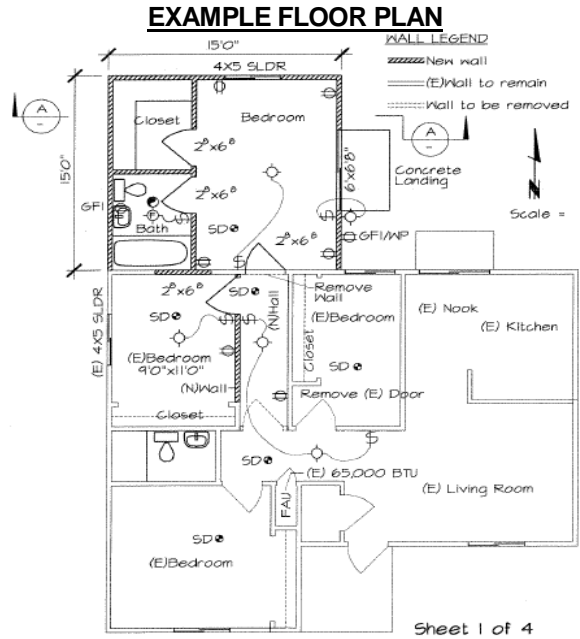 EXAMPLE FLOOR PLAN
WALL LEGEND
New wall
(E)Wall to remain
Wall to be removed
15'0"
4X5 SLDR
A
-
Closet
Bedroom
2⁸x6⁸
A
-
15'0"
6'x6'8"
Concrete
Landing
N
Scale =
2⁸x6⁸
GFI
F
Bath
SD
2⁸x6⁸
GFI/WP
(E) 4X5 SLDR
2⁸x6⁸
SD
Remove
Wall
(N)Hall
SD
(E)Bedroom
(E) Nook
(E) Kitchen
(E)Bedroom
9'0"x11'0"
Closet
SD
(N)Wall
Remove (E) Door
Closet
SD
(E) 65,000 BTU
FAU
(E) Living Room
SD
(E)Bedroom
Sheet 1 of 4